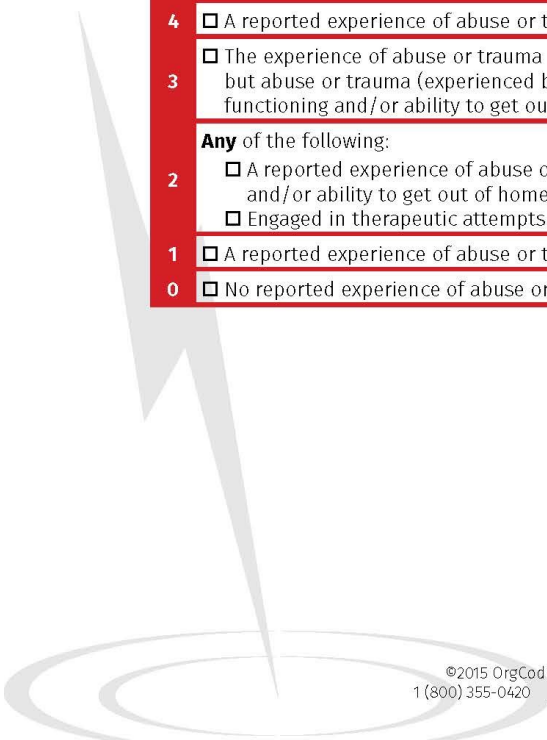 4 ☐ A reported experience of abuse or
☐ The experience of abuse or trauma
3 but abuse or trauma (experienced
functioning and/or ability to get
Any of the following:
☐ A reported experience of abuse
2 and/or ability to get out of
☐ Engaged in therapeutic attempts
1 ☐ A reported experience of abuse or
0 ☐ No reported experience of abuse
©2015 OrgCod
1 (800) 355-0420